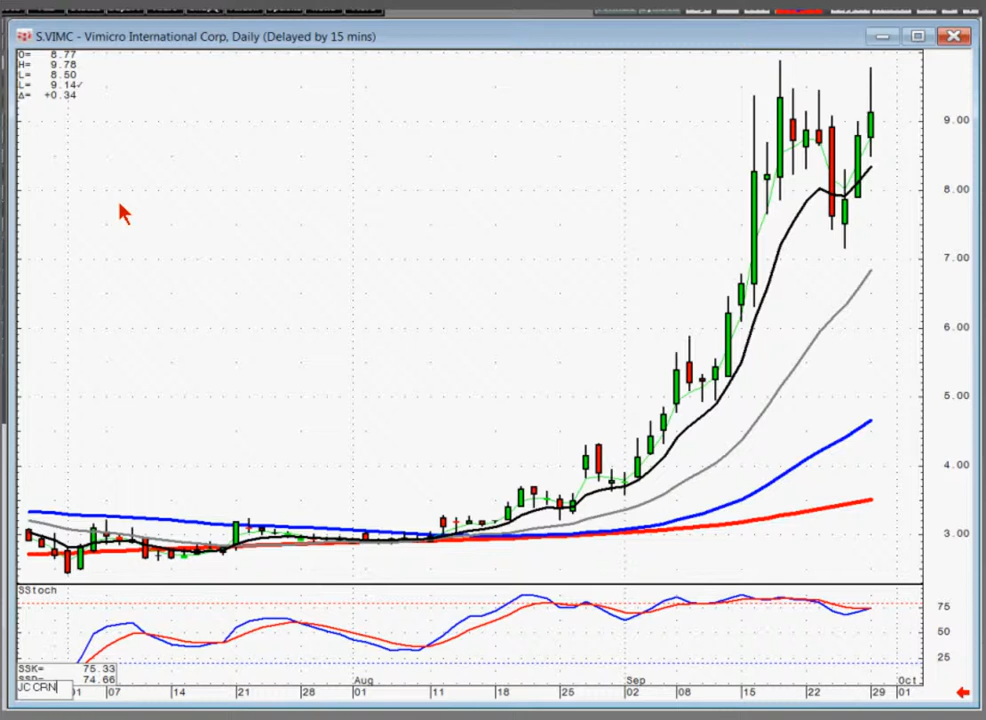 S.VIMC - Vimicro International Corp, Daily (Delayed by 15 mins)
O= 8.77
H= 9.78
L= 8.50
L= 9.14✓
Δ= +0.34
9.00
8.00
7.00
6.00
5.00
4.00
3.00
SStoch
75
50
25
SSK= 75.33
SSD= 74.66
JC CRN
Aug Sep Oct
01 07 14 21 28 01 11 18 25 02 08 15 22 29 01